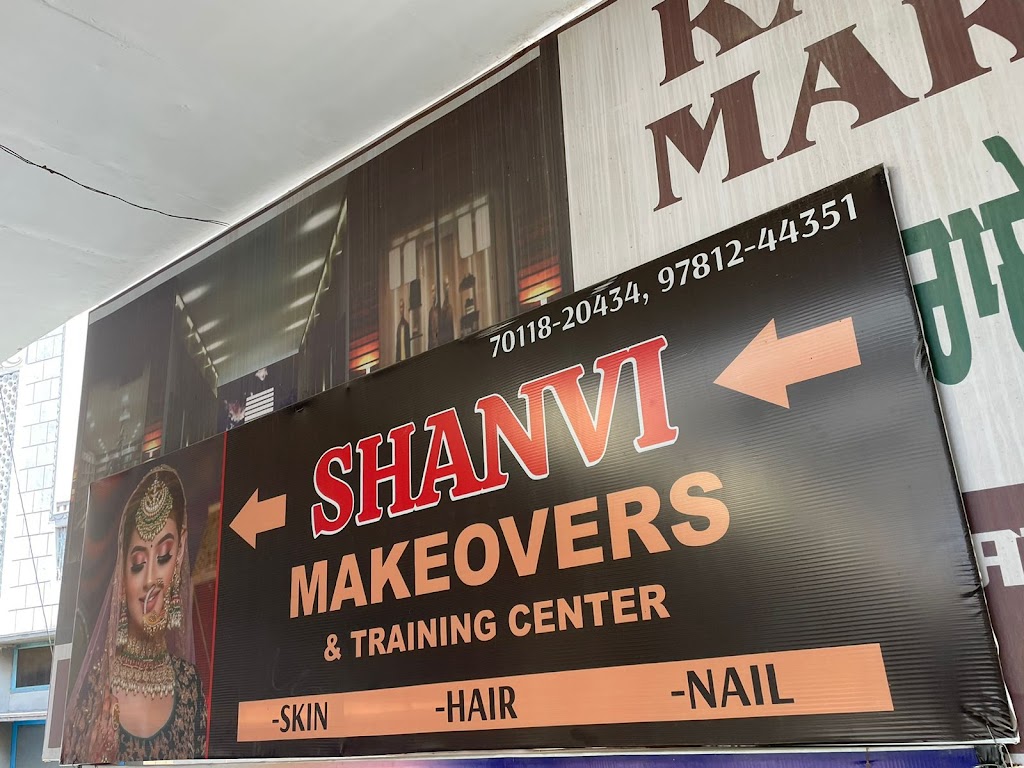 MAK
70118-20434, 97812-44351
SHANVI
MAKEOVERS
& TRAINING CENTER
-SKIN -HAIR -NAIL